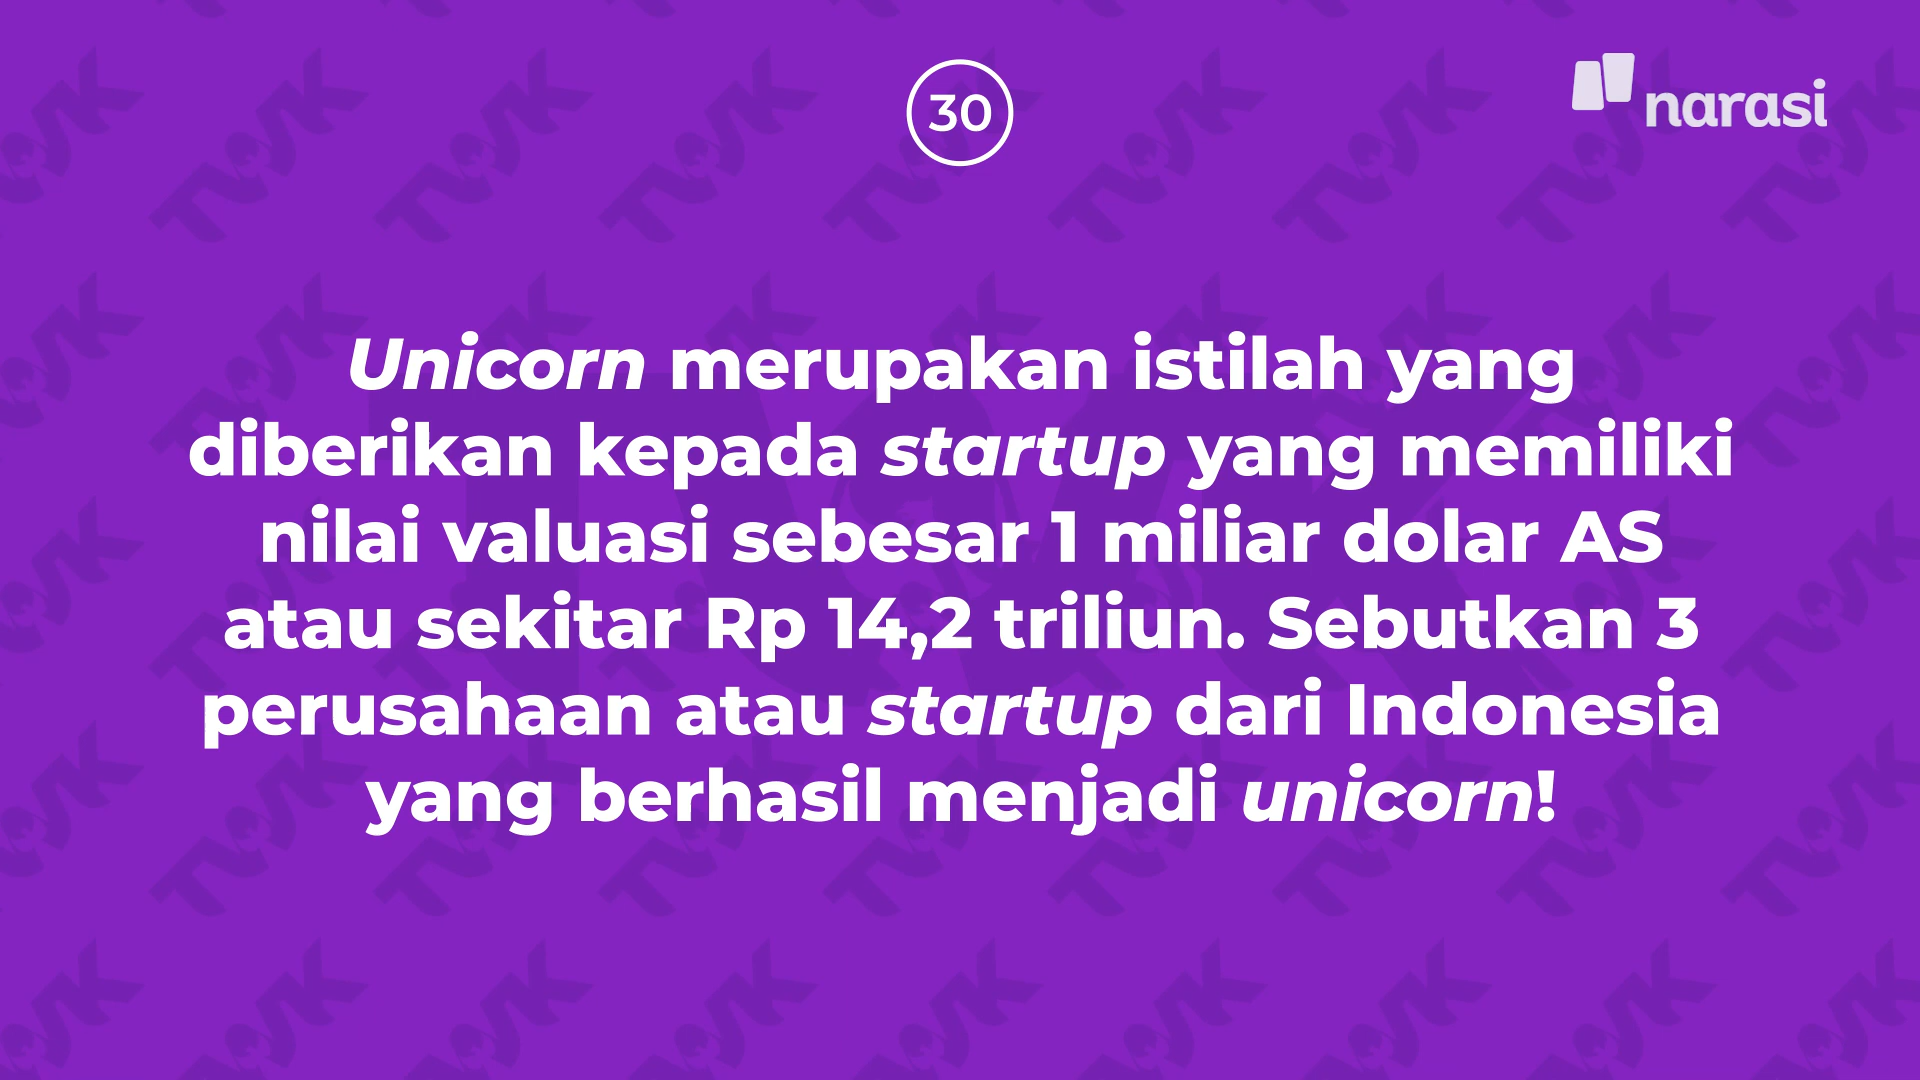 30
narasi
Unicorn merupakan istilah yang
diberikan kepada startup yang memiliki
nilai valuasi sebesar 1 miliar dolar AS
atau sekitar Rp 14,2 triliun. Sebutkan 3
perusahaan atau startup dari Indonesia
yang berhasil menjadi unicorn!